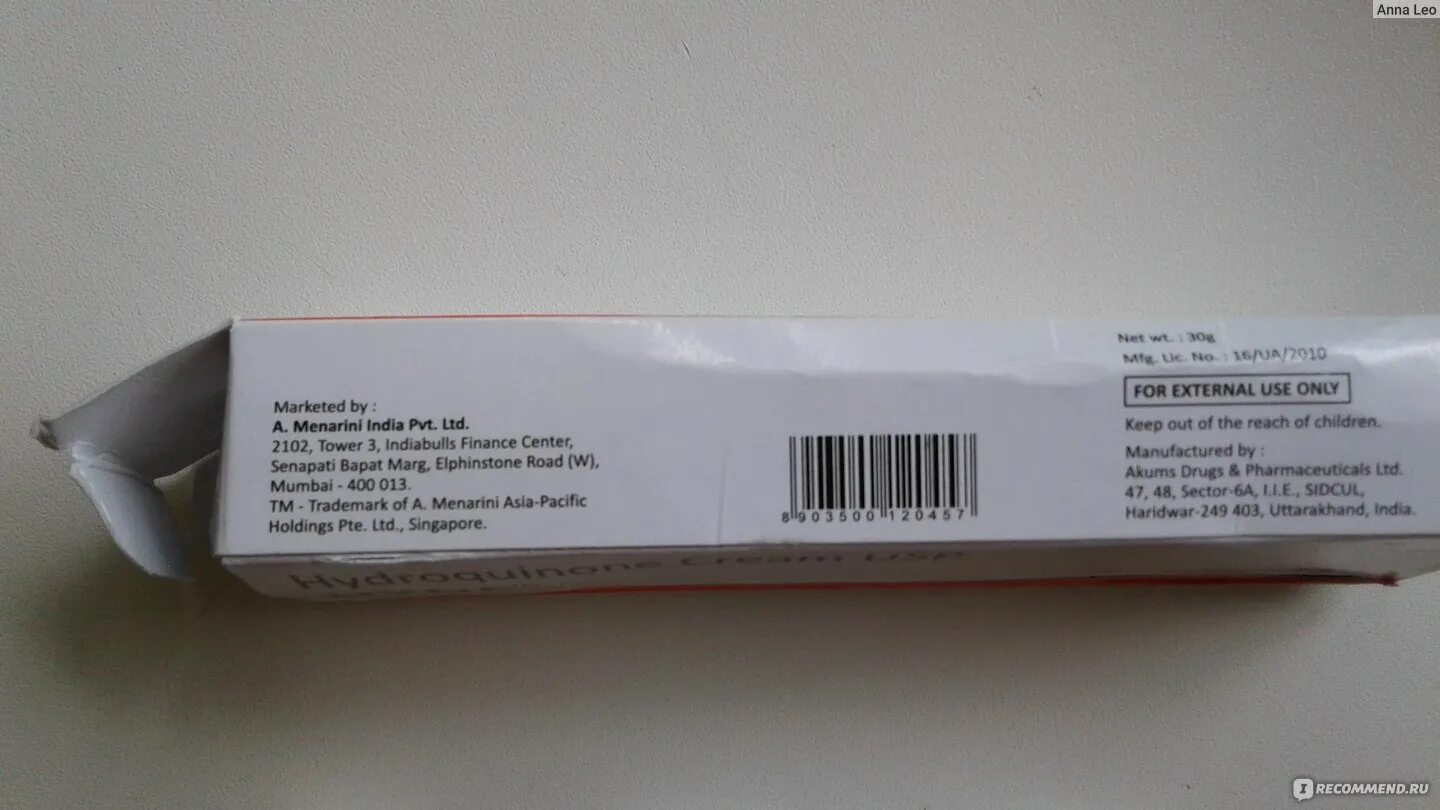 Anna Leo
Marketed by :
A. Menarini India Pvt. Ltd.
2102, Tower 3, Indiabulls Finance Center,
Senapati Bapat Marg, Elphinstone Road (W),
Mumbai - 400 013.
TM - Trademark of A. Menarini Asia-Pacific
Holdings Pte. Ltd., Singapore.
8 903500 120457
Net wt. : 30g
Mfg. Lic. No. : 16/UA/2010
FOR EXTERNAL USE ONLY
Keep out of the reach of children.
Manufactured by :
Akums Drugs & Pharmaceuticals Ltd.
47, 48, Sector-6A, I.I.E., SIDCUL,
Haridwar-249 403, Uttarakhand, India.
Hydroquinone Cream USP
IRECOMMEND.RU